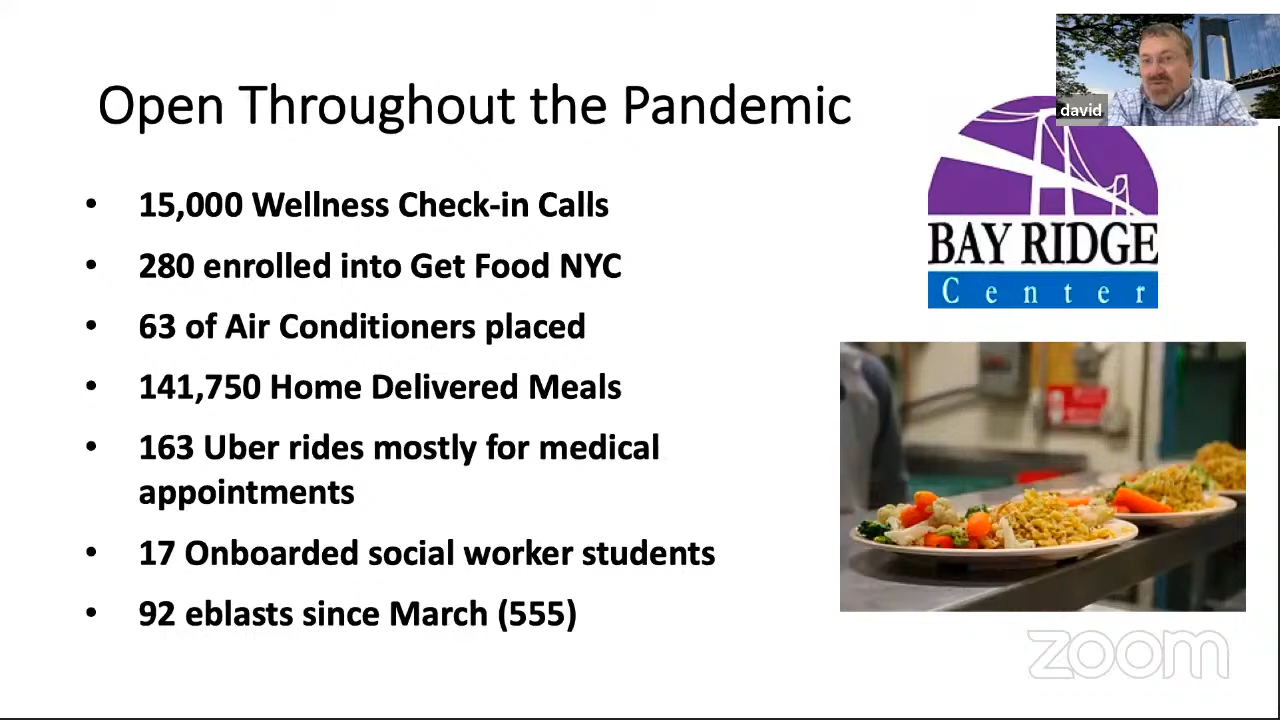 david
Open Throughout the Pandemic
• 15,000 Wellness Check-in Calls
• 280 enrolled into Get Food NYC
• 63 of Air Conditioners placed
• 141,750 Home Delivered Meals
• 163 Uber rides mostly for medical
appointments
• 17 Onboarded social worker students
• 92 eblasts since March (555)
BAY RIDGE
Center
zoom